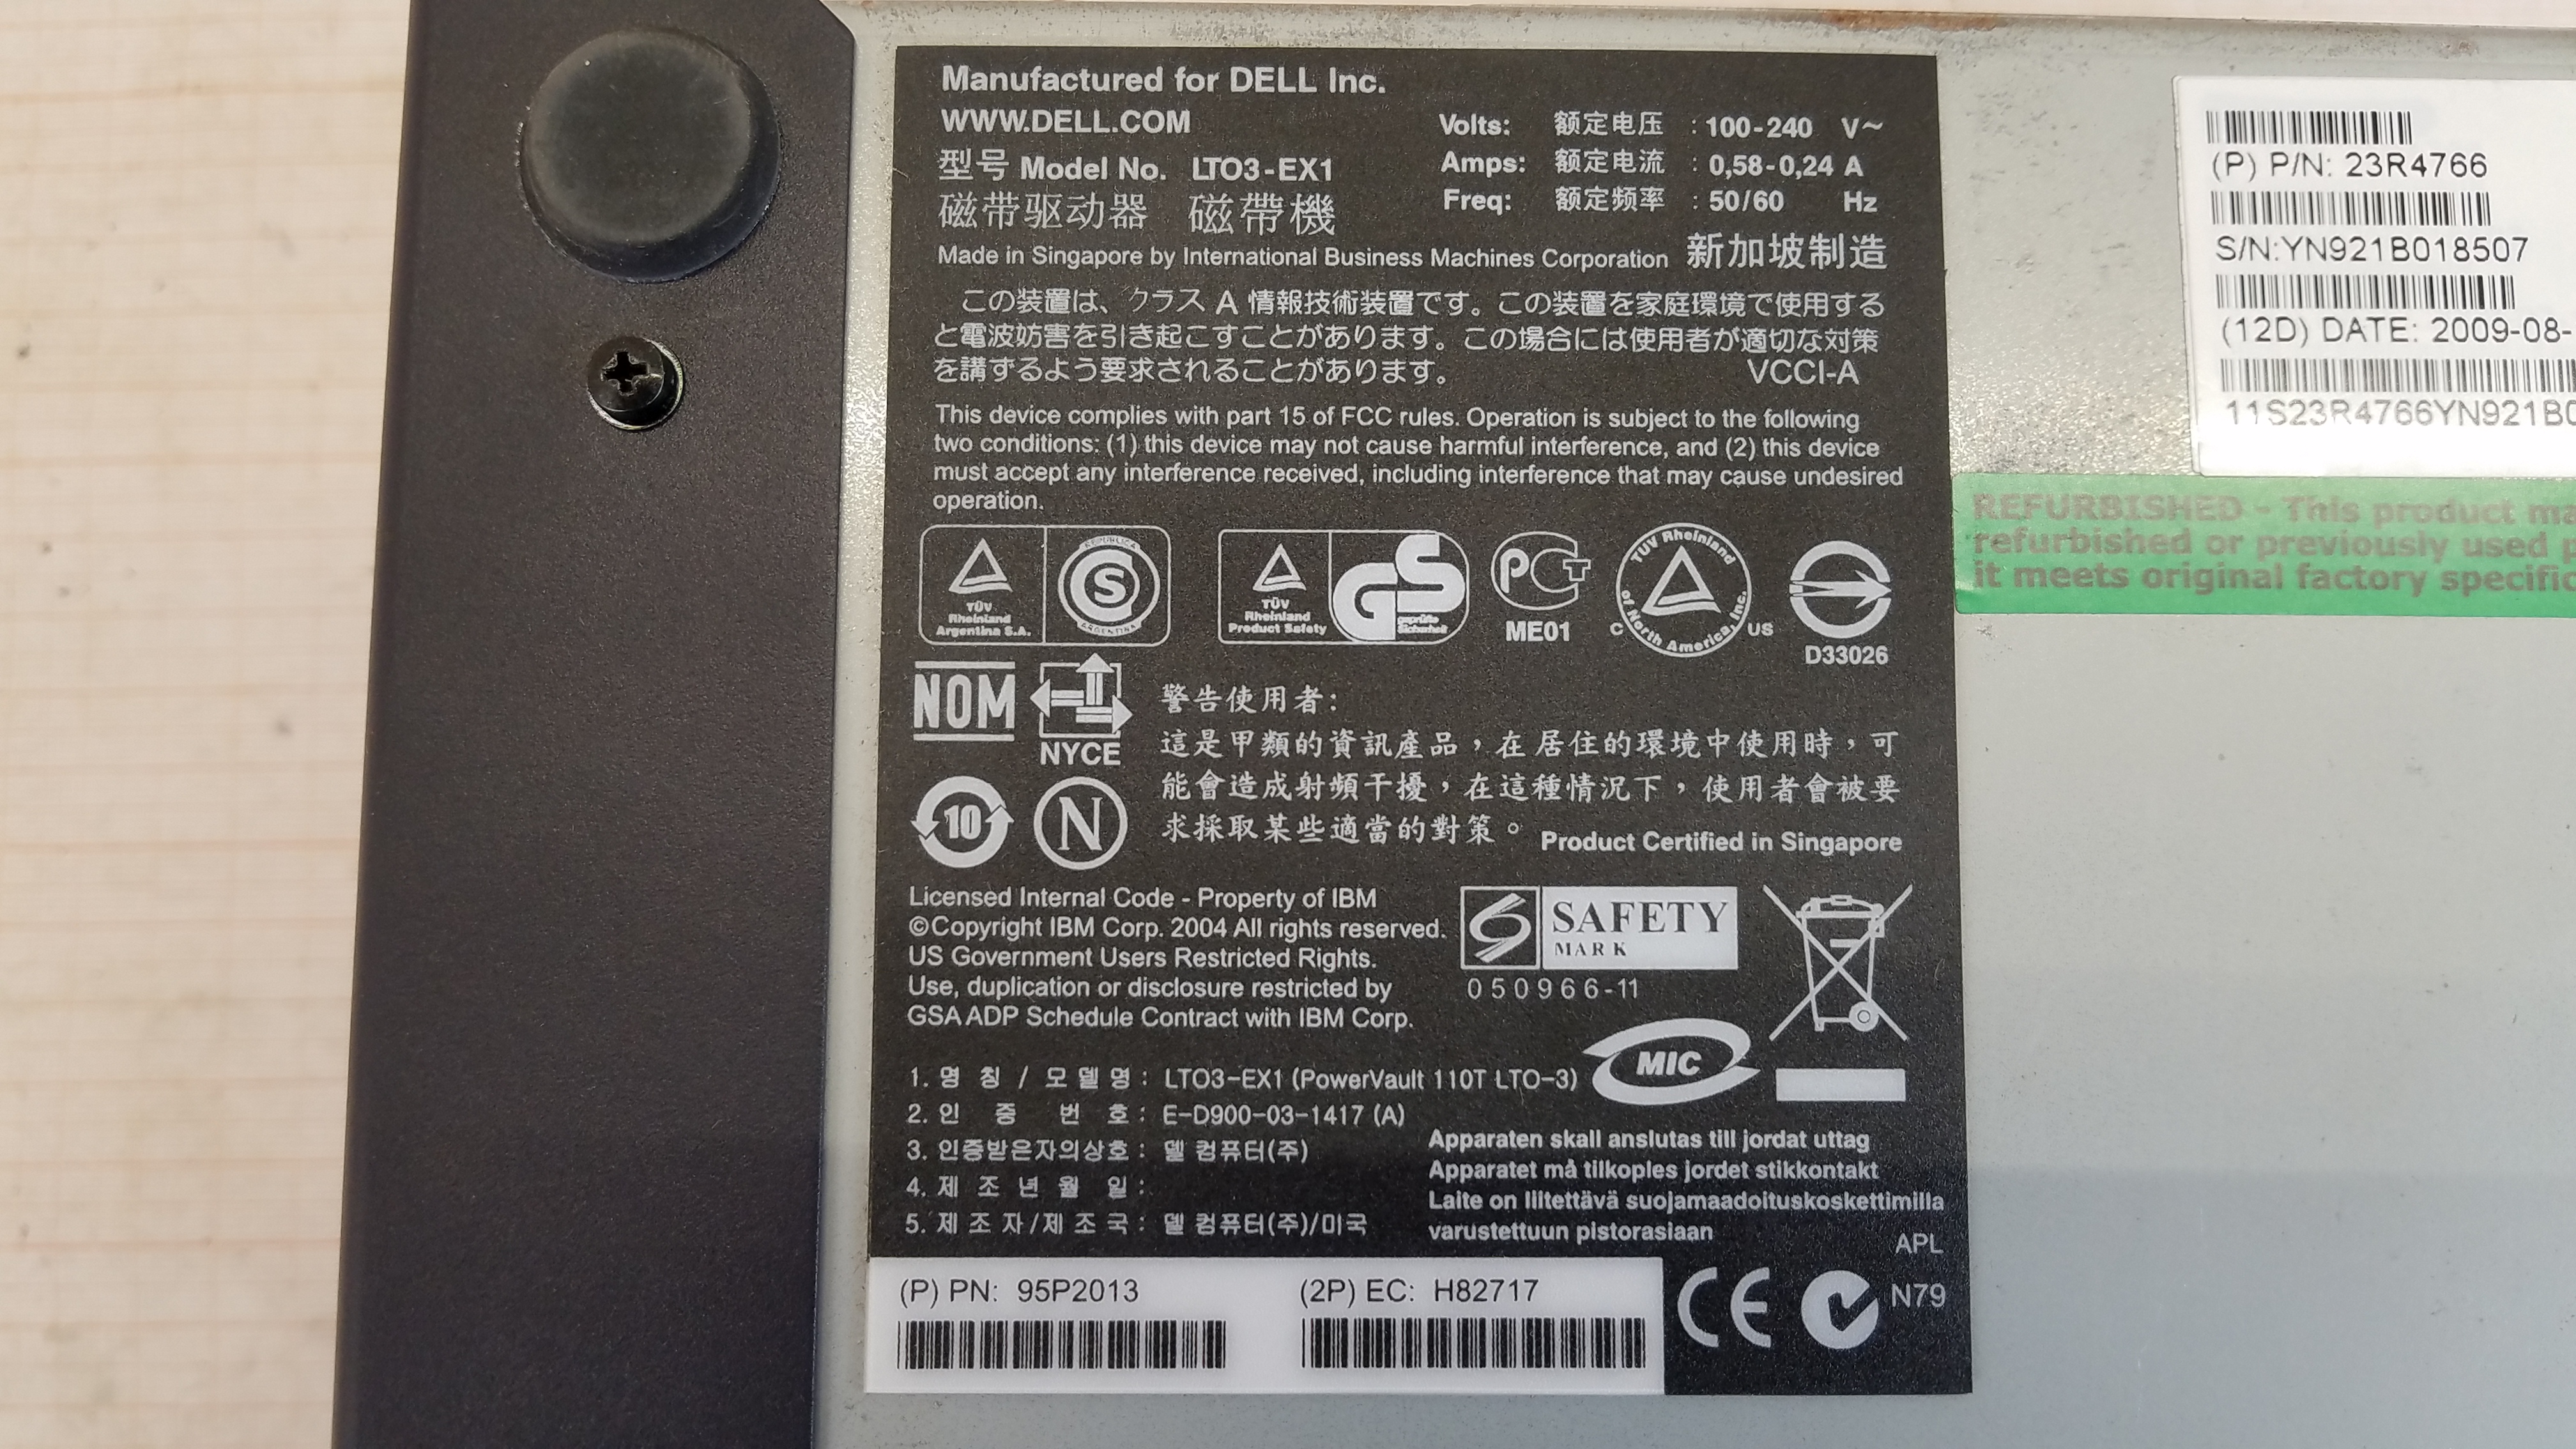 Manufactured for DELL Inc.
WWW.DELL.COM
型号 Model No. LTO3-EX1
磁带驱动器 磁帶機
Volts: 额定电压 : 100-240 V~
Amps: 额定电流 : 0,58-0,24 A
Freq: 额定频率 : 50/60 Hz
Made in Singapore by International Business Machines Corporation 新加坡制造
この装置は、クラス A 情報技術装置です。この装置を家庭環境で使用する
と電波妨害を引き起こすことがあります。この場合には使用者が適切な対策
を講ずるよう要求されることがあります。 VCCI-A
This device complies with part 15 of FCC rules. Operation is subject to the following
two conditions: (1) this device may not cause harmful interference, and (2) this device
must accept any interference received, including interference that may cause undesired
operation.
TÜV
Rheinland
Argentina S.A.
REPUBLICA
S
ARGENTINA
TÜV
Rheinland
Product Safety
GS
geprüfte
Sicherheit
РСТ
ME01
TÜV Rheinland
of North America, Inc.
C US
D33026
NOM
NYCE
10
N
警告使用者:
這是甲類的資訊產品，在居住的環境中使用時，可
能會造成射頻干擾，在這種情況下，使用者會被要
求採取某些適當的對策。
Product Certified in Singapore
Licensed Internal Code - Property of IBM
©Copyright IBM Corp. 2004 All rights reserved.
US Government Users Restricted Rights.
Use, duplication or disclosure restricted by
GSA ADP Schedule Contract with IBM Corp.
SAFETY
MARK
050966-11
MIC
1. 명 칭 / 모 델 명 : LTO3-EX1 (PowerVault 110T LTO-3)
2. 인 증 번 호 : E-D900-03-1417 (A)
3. 인증받은자의상호 : 델 컴퓨터(주)
4. 제 조 년 월 일 :
5. 제 조 자/제 조 국 : 델 컴퓨터(주)/미국
Apparaten skall anslutas till jordat uttag
Apparatet må tilkoples jordet stikkontakt
Laite on liitettävä suojamaadoituskoskettimilla
varustettuun pistorasiaan
APL
N79
CE
(P) PN: 95P2013
(2P) EC: H82717
(P) P/N: 23R4766
S/N:YN921B018507
(12D) DATE: 2009-08-
11S23R4766YN921B0
REFURBISHED - This product ma
refurbished or previously used p
it meets original factory specific